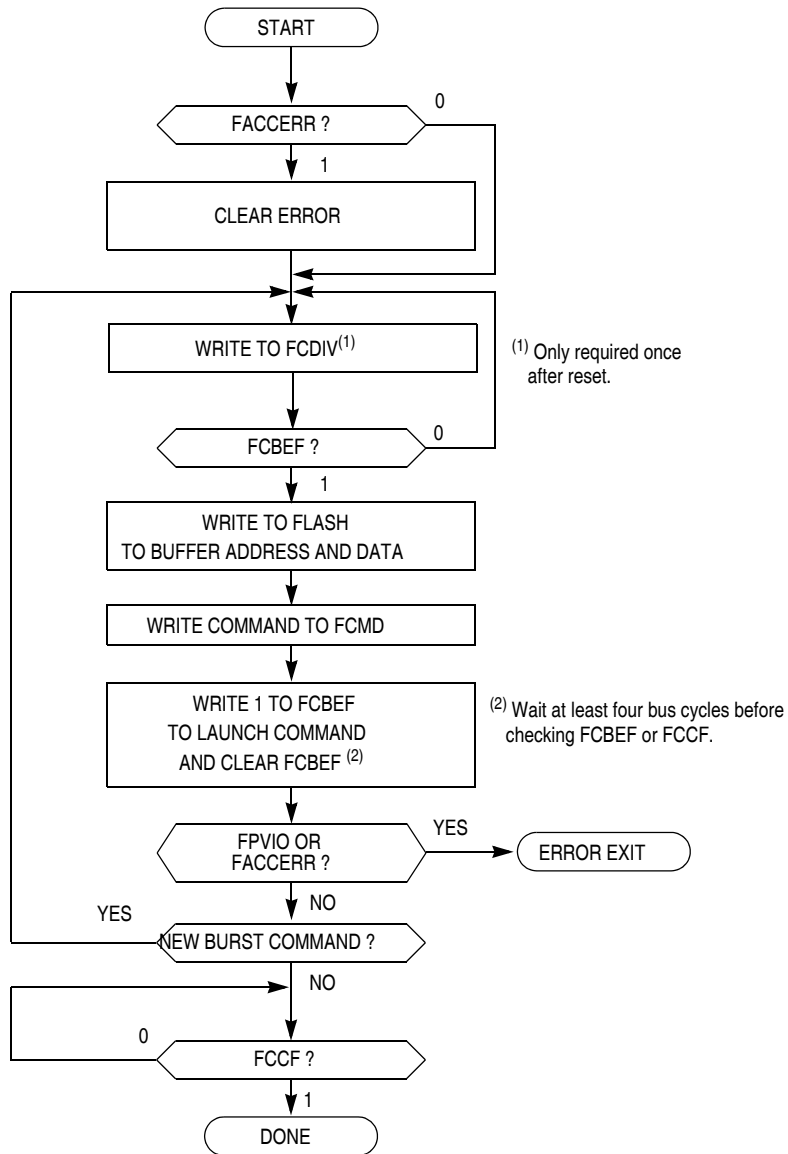 START
FACCERR ?
0
1
CLEAR ERROR
WRITE TO FCDIV(1)
(1) Only required once
after reset.
FCBEF ?
0
1
WRITE TO FLASH
TO BUFFER ADDRESS AND DATA
WRITE COMMAND TO FCMD
WRITE 1 TO FCBEF
TO LAUNCH COMMAND
AND CLEAR FCBEF (2)
(2) Wait at least four bus cycles before
checking FCBEF or FCCF.
FPVIO OR
FACCERR ?
YES
ERROR EXIT
NO
YES
NEW BURST COMMAND ?
NO
0
FCCF ?
1
DONE